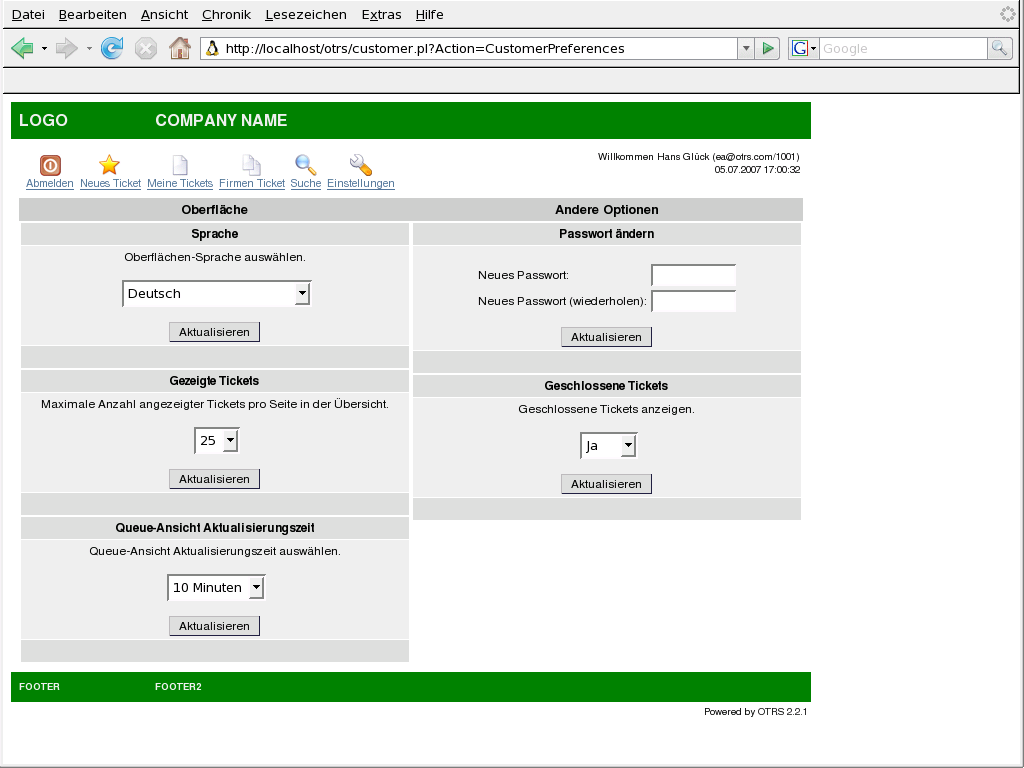 Datei Bearbeiten Ansicht Chronik Lesezeichen Extras Hilfe
http://localhost/otrs/customer.pl?Action=CustomerPreferences
G Google
LOGO COMPANY NAME
Willkommen Hans Glück (ea@otrs.com/1001)
05.07.2007 17:00:32
Abmelden Neues Ticket Meine Tickets Firmen Ticket Suche Einstellungen
Oberfläche
Sprache
Oberflächen-Sprache auswählen.
Deutsch
Aktualisieren
Gezeigte Tickets
Maximale Anzahl angezeigter Tickets pro Seite in der Übersicht.
25
Aktualisieren
Queue-Ansicht Aktualisierungszeit
Queue-Ansicht Aktualisierungszeit auswählen.
10 Minuten
Aktualisieren
Andere Optionen
Passwort ändern
Neues Passwort:
Neues Passwort (wiederholen):
Aktualisieren
Geschlossene Tickets
Geschlossene Tickets anzeigen.
Ja
Aktualisieren
FOOTER FOOTER2
Powered by OTRS 2.2.1